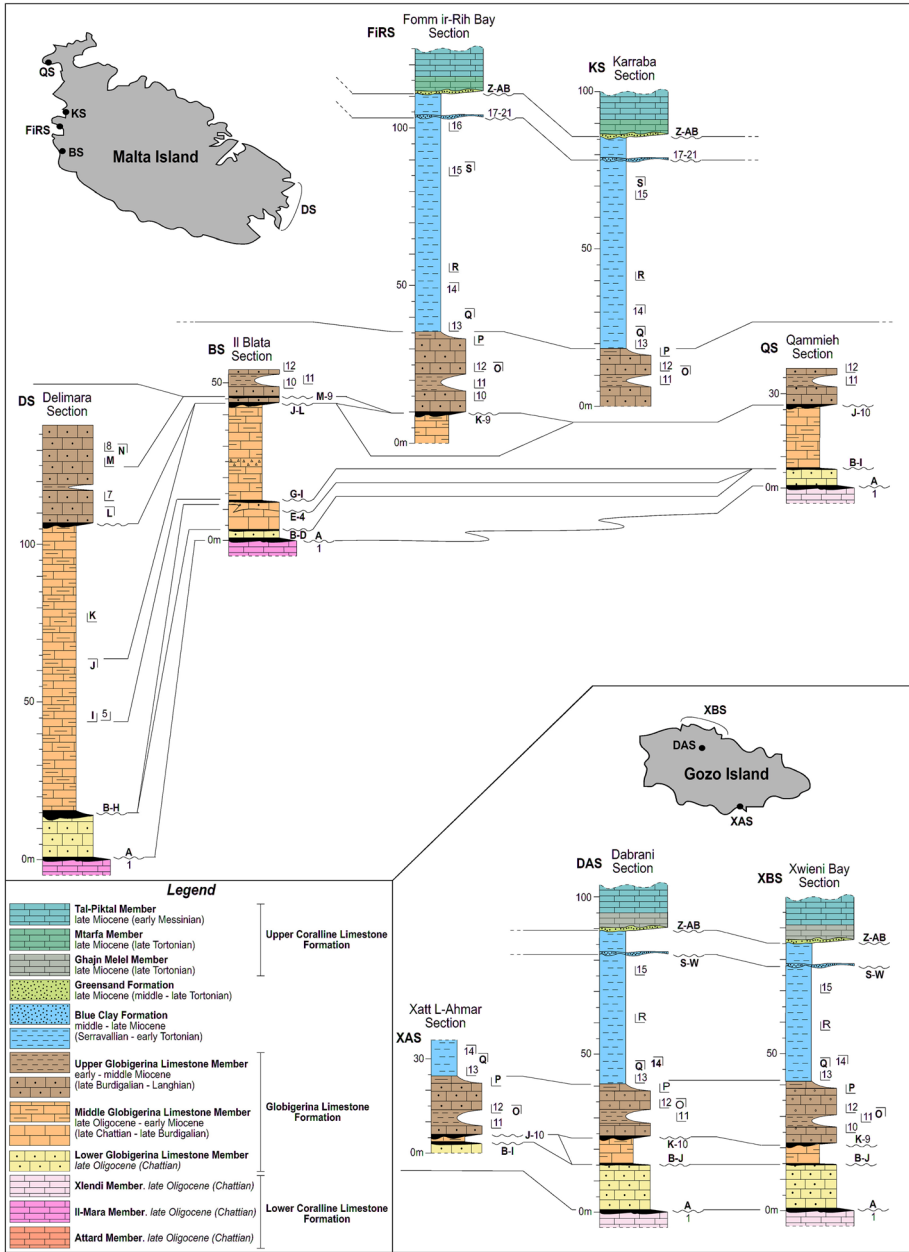 QS
KS
FiRS
BS
Malta Island
DS
Fomm ir-Rih Bay
FiRS Section
Z-AB
17-21
100
16
15 S
50
R
14
Q
13
P
12 O
11
10
K-9
0m
Karraba
KS Section
100
Z-AB
17-21
S
15
50
R
14
Q
13
P
12 O
11
0m
Il Blata
BS Section
50
12
10 11
M-9
J-L
G-I
E-4
B-D
0m
A
1
Qammieh
QS Section
12
11
30
J-10
B-I
0m
A
1
DS Delimara
Section
8 N
M
7
L
100
K
J
50
I 5
B-H
0m
A
1
XBS
DAS
Gozo Island
XAS
Dabrani
DAS Section
100
Z-AB
S-W
15
R
50
Q 14
13
P
12 O
11
K-10
B-J
0m
A
1
Xwieni Bay
XBS Section
Z-AB
S-W
15
R
50
Q 14
13
P
12
11 O
10
K-9
B-J
0m
A
1
Xatt L-Ahmar
Section
XAS
14 Q
30
13
P
12 O
11
J-10
B-I
0m
Legend
Tal-Piktal Member
late Miocene (early Messinian)
Mtarfa Member
late Miocene (late Tortonian)
Ghajn Melel Member
late Miocene (late Tortonian)
Upper Coralline Limestone
Formation
Greensand Formation
late Miocene (middle - late Tortonian)
Blue Clay Formation
middle - late Miocene
(Serravallian - early Tortonian)
Upper Globigerina Limestone Member
early - middle Miocene
(late Burdigalian - Langhian)
Middle Globigerina Limestone Member
late Oligocene - early Miocene
(late Chattian - late Burdigalian)
Lower Globigerina Limestone Member
late Oligocene (Chattian)
Globigerina Limestone
Formation
Xlendi Member. late Oligocene (Chattian)
Il-Mara Member. late Oligocene (Chattian)
Attard Member. late Oligocene (Chattian)
Lower Coralline Limestone
Formation